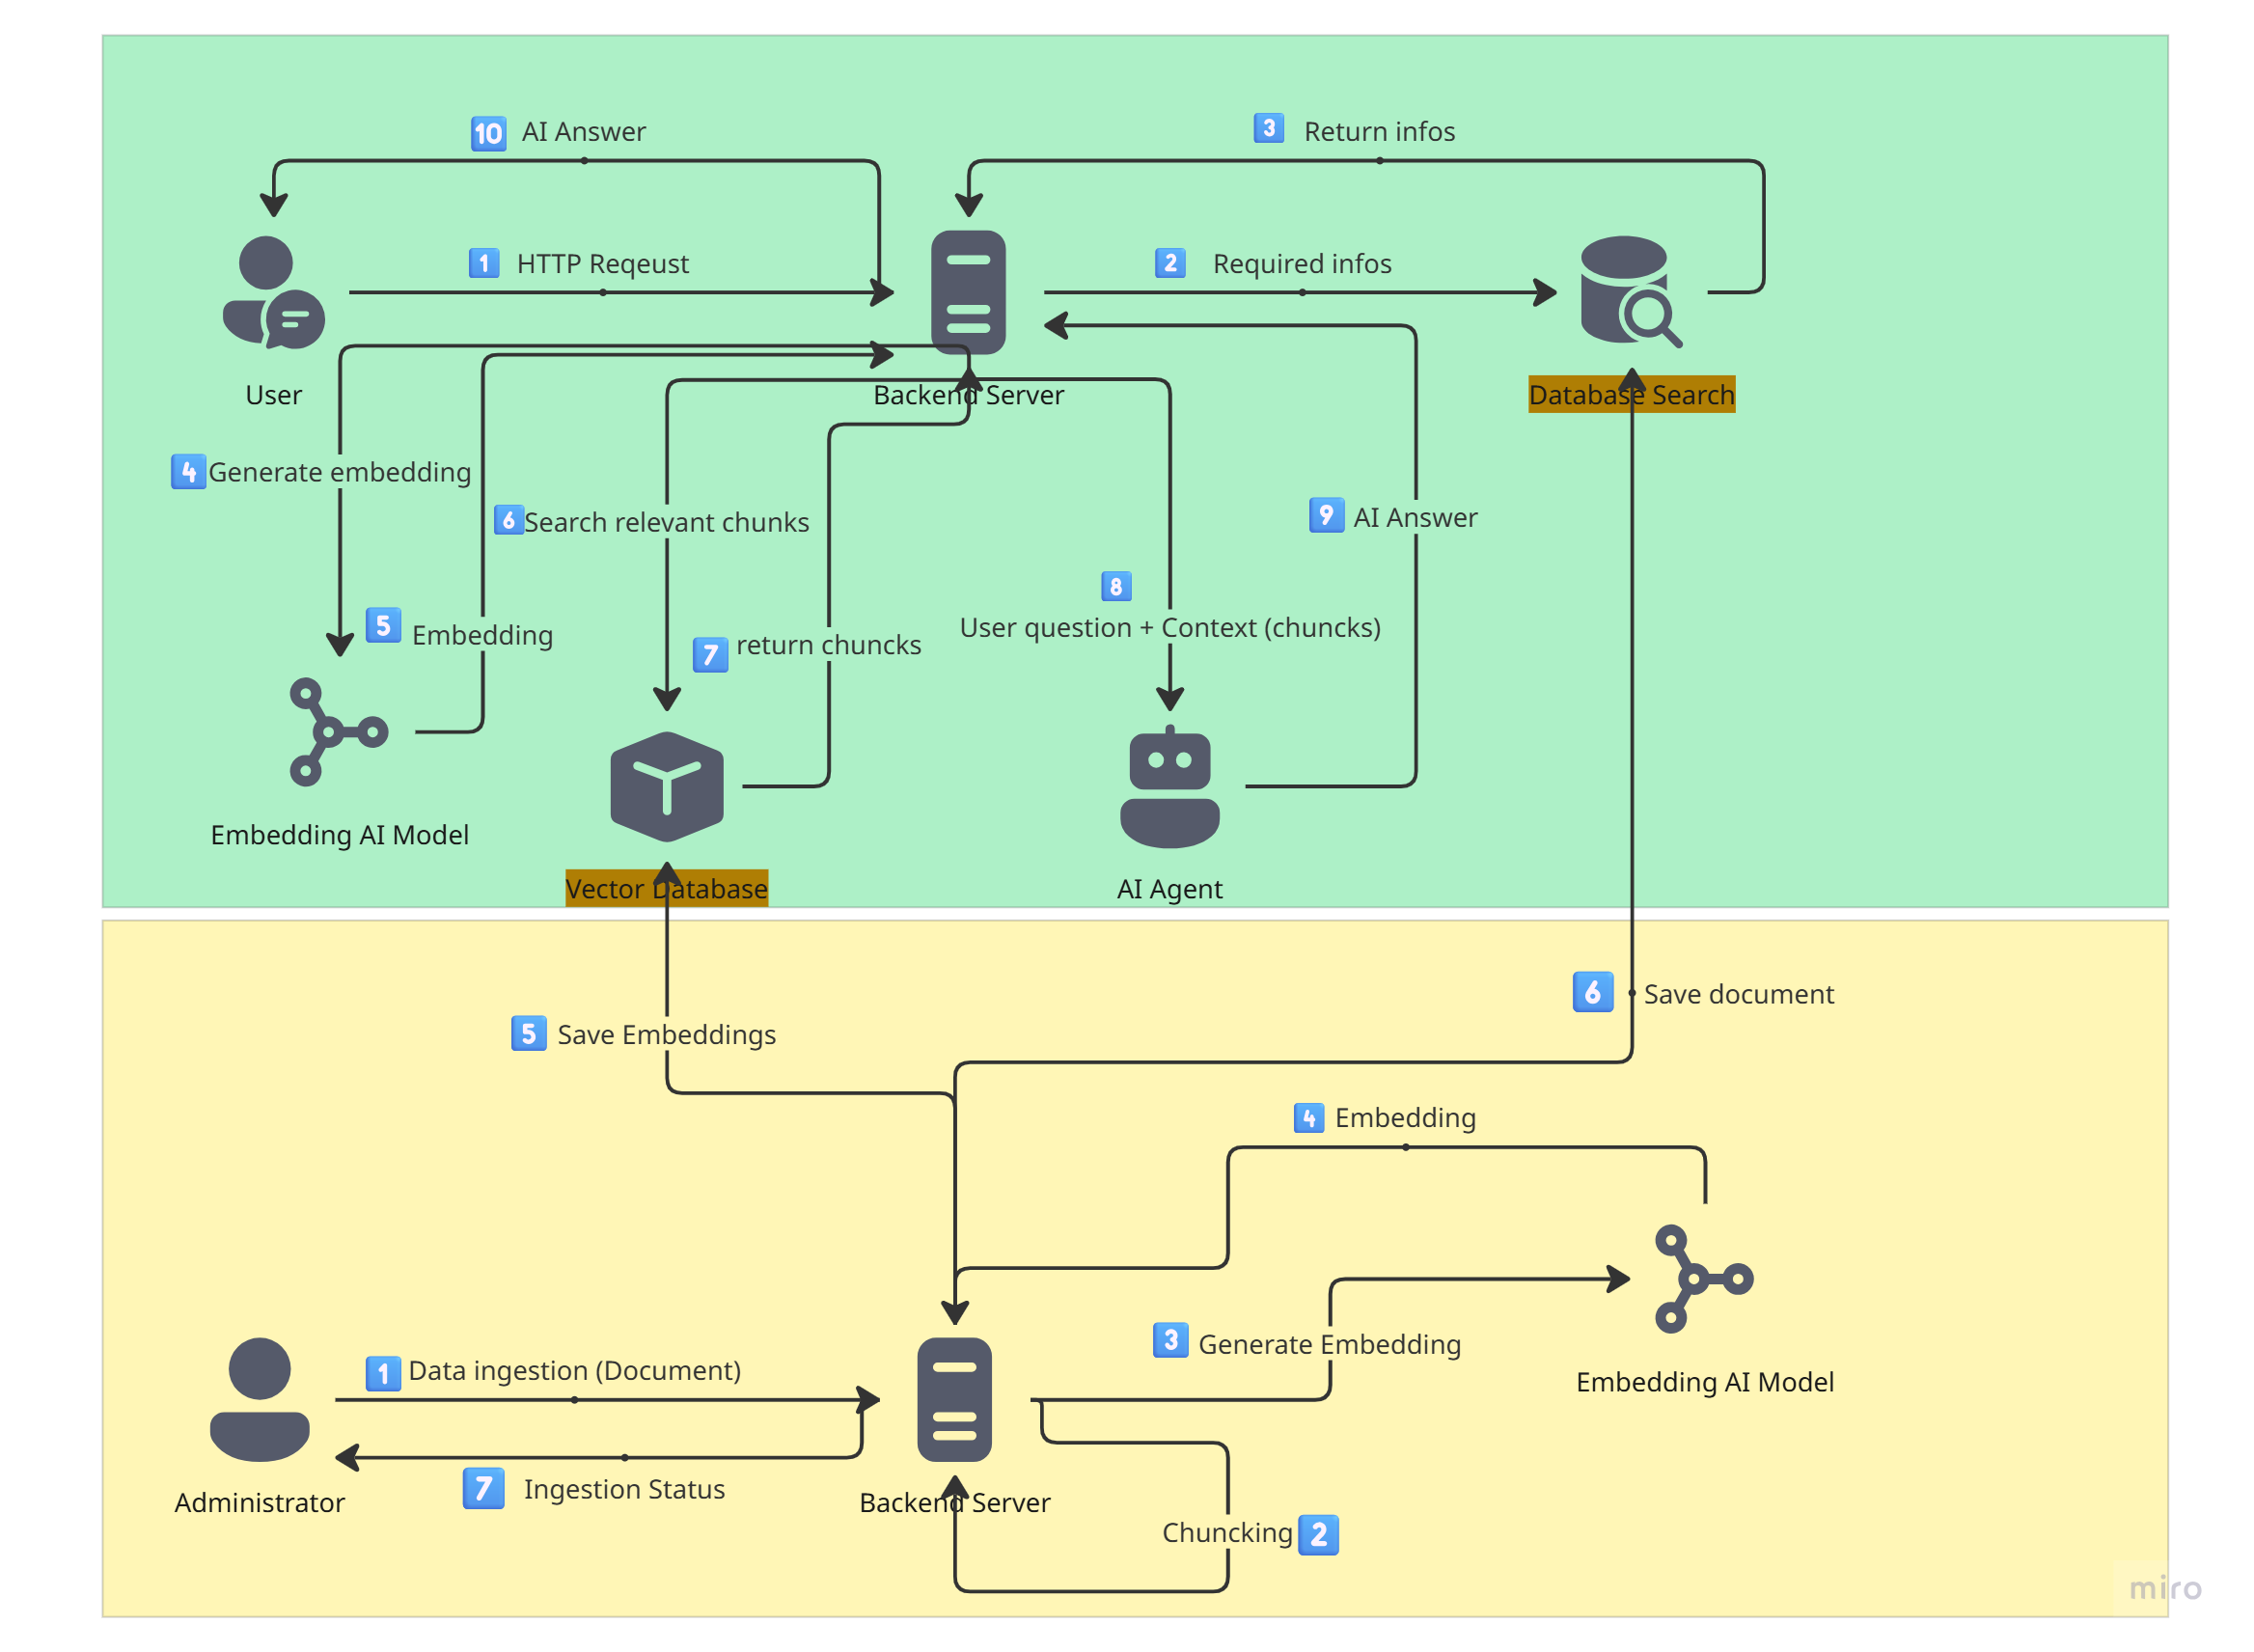 10 AI Answer
3 Return infos
1 HTTP Reqeust
2 Required infos
User
Backend Server
Database Search
4 Generate embedding
6 Search relevant chunks
9 AI Answer
8
User question + Context (chuncks)
5 Embedding
7 return chuncks
Embedding AI Model
Vector Database
AI Agent
6 Save document
5 Save Embeddings
4 Embedding
3 Generate Embedding
1 Data ingestion (Document)
Embedding AI Model
7 Ingestion Status
Administrator
Backend Server
Chuncking 2
miro